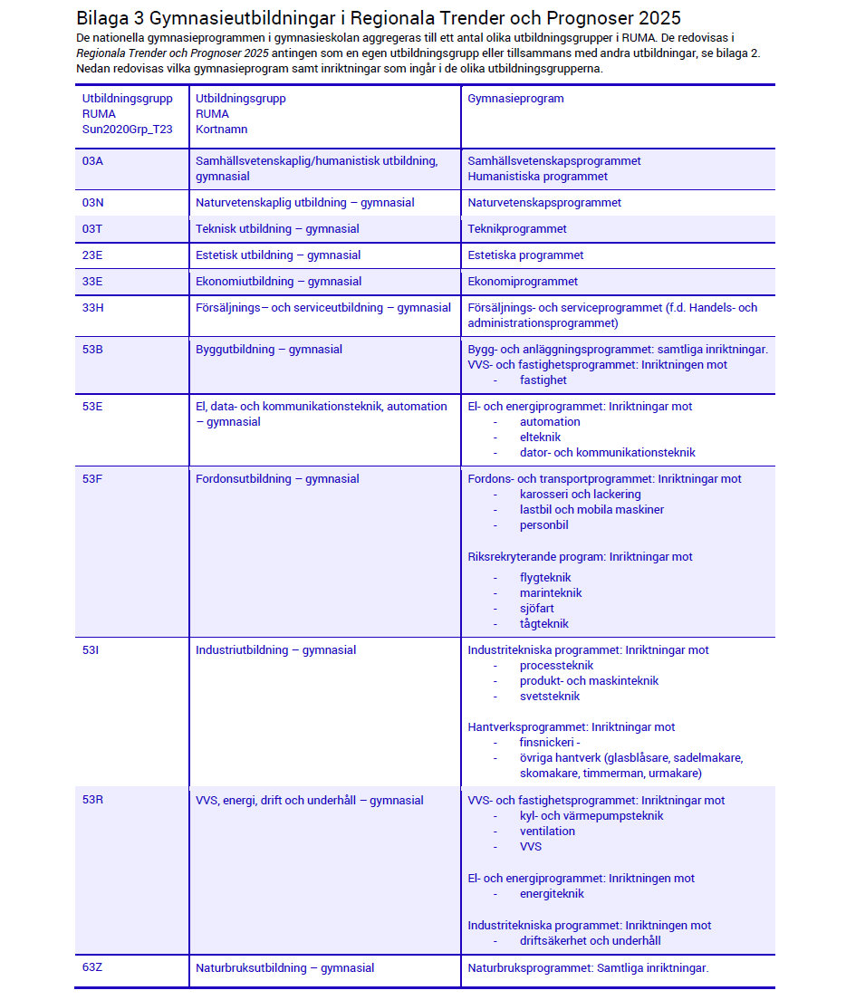 Bilaga 3 Gymnasieutbildningar i Regionala Trender och Prognoser 2025
De nationella gymnasieprogrammen i gymnasieskolan aggregeras till ett antal olika utbildningsgrupper i RUMA. De redovisas i
Regionala Trender och Prognoser 2025 antingen som en egen utbildningsgrupp eller tillsammans med andra utbildningar, se bilaga 2.
Nedan redovisas vilka gymnasieprogram samt inriktningar som ingår i de olika utbildningsgrupperna.
Utbildningsgrupp
RUMA
Sun2020Grp_T23
Utbildningsgrupp
RUMA
Kortnamn
Gymnasieprogram
03A
Samhällsvetenskaplig/humanistisk utbildning,
gymnasial
Samhällsvetenskapsprogrammet
Humanistiska programmet
03N
Naturvetenskaplig utbildning – gymnasial
Naturvetenskapsprogrammet
03T
Teknisk utbildning – gymnasial
Teknikprogrammet
23E
Estetisk utbildning – gymnasial
Estetiska programmet
33E
Ekonomiutbildning – gymnasial
Ekonomiprogrammet
33H
Försäljnings– och serviceutbildning – gymnasial
Försäljnings- och serviceprogrammet (f.d. Handels- och
administrationsprogrammet)
53B
Byggutbildning – gymnasial
Bygg- och anläggningsprogrammet: samtliga inriktningar.
VVS- och fastighetsprogrammet: Inriktningen mot
- fastighet
53E
El, data- och kommunikationsteknik, automation
– gymnasial
El- och energiprogrammet: Inriktningar mot
- automation
- elteknik
- dator- och kommunikationsteknik
53F
Fordonsutbildning – gymnasial
Fordons- och transportprogrammet: Inriktningar mot
- karosseri och lackering
- lastbil och mobila maskiner
- personbil
Riksrekryterande program: Inriktningar mot
- flygteknik
- marinteknik
- sjöfart
- tågteknik
53I
Industriutbildning – gymnasial
Industritekniska programmet: Inriktningar mot
- processteknik
- produkt- och maskinteknik
- svetsteknik
Hantverksprogrammet: Inriktningar mot
- finsnickeri -
- övriga hantverk (glasblåsare, sadelmakare,
skomakare, timmerman, urmakare)
53R
VVS, energi, drift och underhåll – gymnasial
VVS- och fastighetsprogrammet: Inriktningar mot
- kyl- och värmepumpsteknik
- ventilation
- VVS
El- och energiprogrammet: Inriktningen mot
- energiteknik
Industritekniska programmet: Inriktningen mot
- driftsäkerhet och underhåll
63Z
Naturbruksutbildning – gymnasial
Naturbruksprogrammet: Samtliga inriktningar.